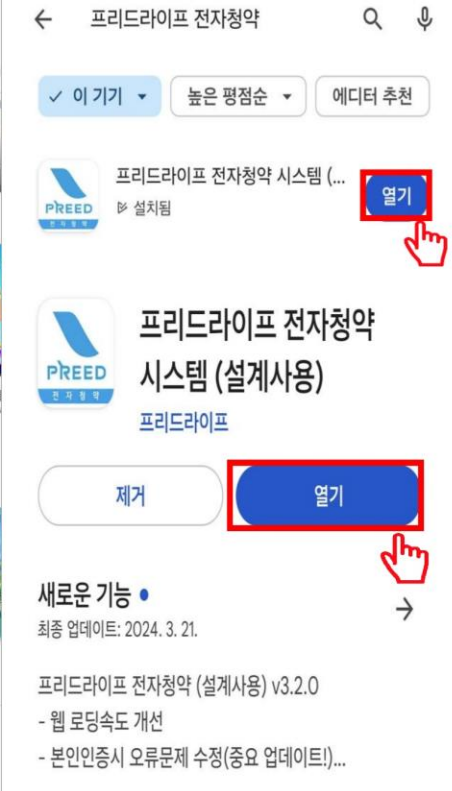 프리드라이프 전자청약
이 기기
높은 평점순
에디터 추천
프리드라이프 전자청약 시스템 (...
설치됨
열기
PREED
전자청약
프리드라이프 전자청약
시스템 (설계사용)
프리드라이프
PREED
전자청약
제거
열기
새로운 기능
최종 업데이트: 2024. 3. 21.
프리드라이프 전자청약 (설계사용) v3.2.0
- 웹 로딩속도 개선
- 본인인증시 오류문제 수정(중요 업데이트!)...